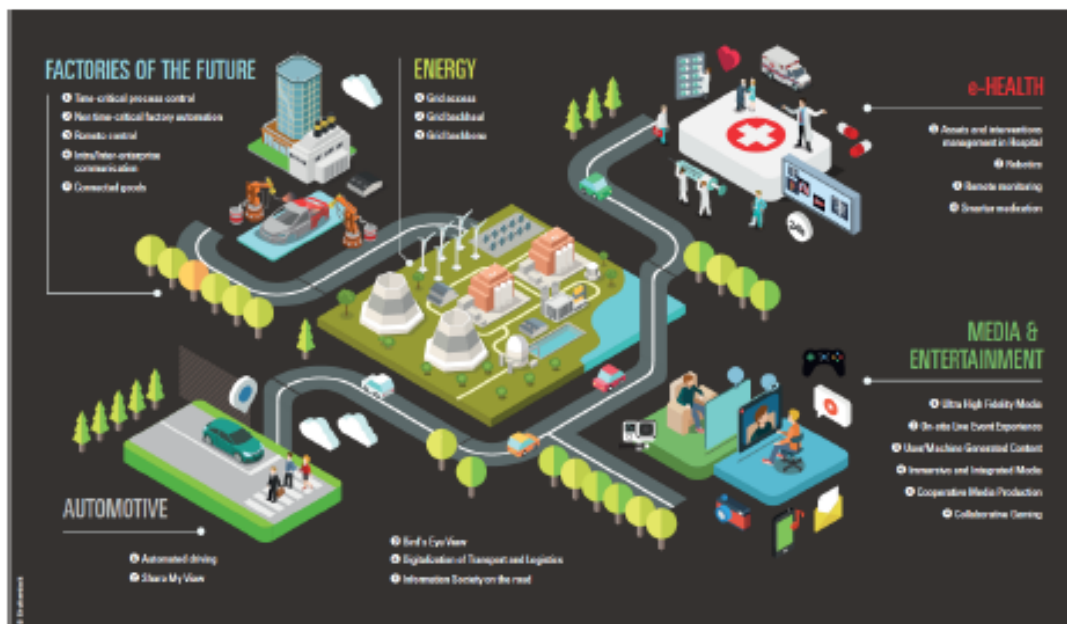 FACTORIES OF THE FUTURE
Time-critical process control
Non time-critical factory automation
Remote control
Intra/Inter-enterprise
communication
Connected goods
ENERGY
Grid access
Grid backhaul
Grid backbone
e-HEALTH
Assets and interventions
management in Hospital
Robotics
Remote monitoring
Smarter medication
24h
MEDIA &
ENTERTAINMENT
Ultra High Fidelity Media
On-site Live Event Experience
User/Machine Generated Content
Immersive and Integrated Media
Cooperative Media Production
Collaborative Gaming
AUTOMOTIVE
Automated driving
Share My View
Bird's Eye View
Digitalization of Transport and Logistics
Information Society on the road